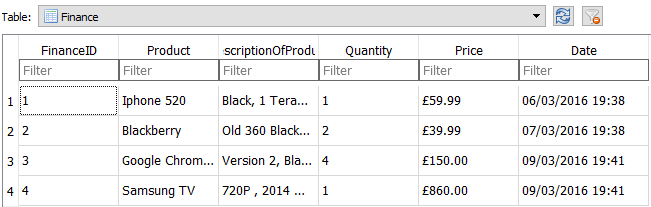 Table: Finance
FinanceID Product scriptionOfProdu Quantity Price Date
Filter Filter Filter Filter Filter Filter
1 1 Iphone 520 Black, 1 Tera... 1 £59.99 06/03/2016 19:38
2 2 Blackberry Old 360 Black... 2 £39.99 07/03/2016 19:38
3 3 Google Chrom... Version 2, Bla... 4 £150.00 09/03/2016 19:41
4 4 Samsung TV 720P , 2014 ... 1 £860.00 09/03/2016 19:41